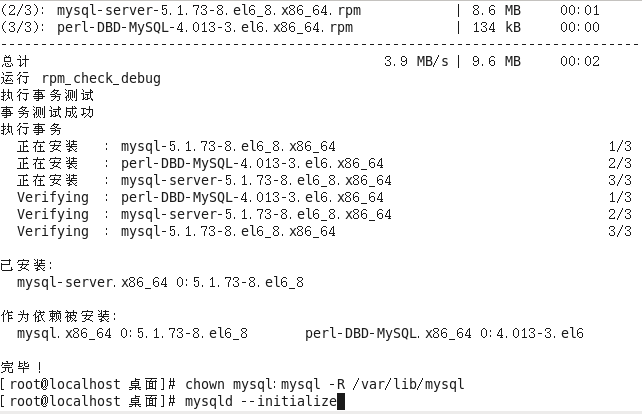 (2/3): mysql-server-5.1.73-8.el6_8.x86_64.rpm | 8.6 MB 00:01
(3/3): perl-DBD-MySQL-4.013-3.el6.x86_64.rpm | 134 kB 00:00
--------------------------------------------------------------------------------
总计 3.9 MB/s | 9.6 MB 00:02
运行 rpm_check_debug
执行事务测试
事务测试成功
执行事务
正在安装 : mysql-5.1.73-8.el6_8.x86_64 1/3
正在安装 : perl-DBD-MySQL-4.013-3.el6.x86_64 2/3
正在安装 : mysql-server-5.1.73-8.el6_8.x86_64 3/3
Verifying : perl-DBD-MySQL-4.013-3.el6.x86_64 1/3
Verifying : mysql-server-5.1.73-8.el6_8.x86_64 2/3
Verifying : mysql-5.1.73-8.el6_8.x86_64 3/3
已安装:
mysql-server.x86_64 0:5.1.73-8.el6_8
作为依赖被安装:
mysql.x86_64 0:5.1.73-8.el6_8 perl-DBD-MySQL.x86_64 0:4.013-3.el6
完毕！
[root@localhost 桌面]# chown mysql:mysql -R /var/lib/mysql
[root@localhost 桌面]# mysqld --initialize